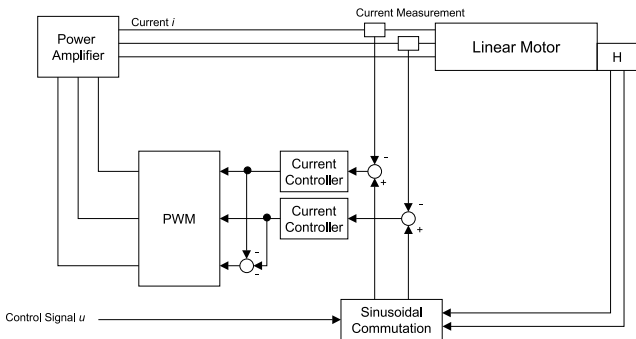 Current i
Current Measurement
Power
Amplifier
Linear Motor
H
-
+
Current
Controller
PWM
-
+
Current
Controller
-
-
Control Signal u
Sinusoidal
Commutation